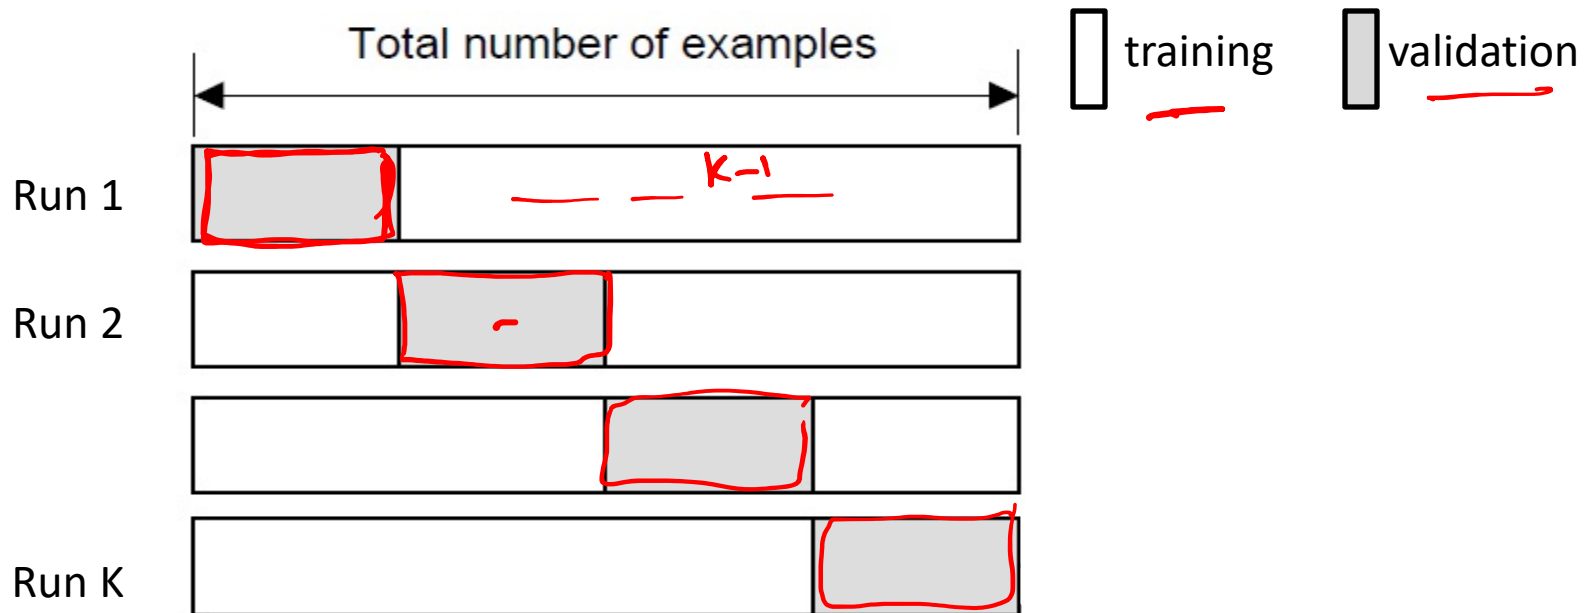 Total number of examples
training
validation
Run 1
K-1
Run 2
Run K